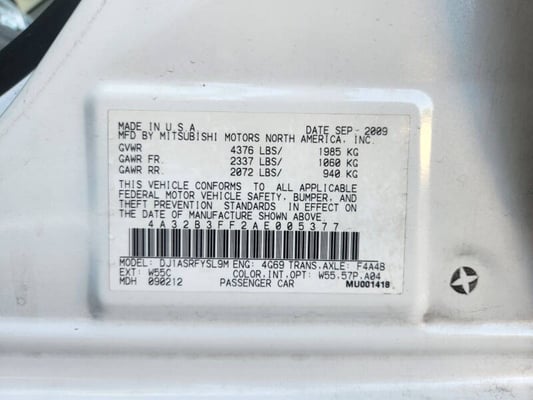 MADE IN U.S.A DATE SEP - 2009
MFD BY MITSUBISHI MOTORS NORTH AMERICA, INC.
GVWR 4376 LBS/ 1985 KG
GAWR FR. 2337 LBS/ 1060 KG
GAWR RR. 2072 LBS/ 940 KG
THIS VEHICLE CONFORMS TO ALL APPLICABLE
FEDERAL MOTOR VEHICLE SAFETY, BUMPER, AND
THEFT PREVENTION STANDARDS IN EFFECT ON
THE DATE OF MANUFACTURE SHOWN ABOVE.
4A32B3FF2AE005377
MODEL: DJ1ASRFYSL9M ENG: 4G69 TRANS.AXLE: F4A4B
EXT: W55C COLOR.INT.OPT: W55.57P.A04
MDH 090212 PASSENGER CAR MU001418